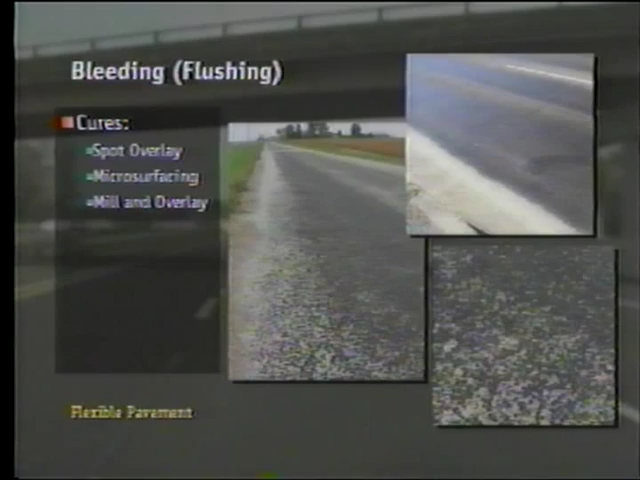 Bleeding (Flushing)
Cures:
Spot Overlay
Microsurfacing
Mill and Overlay
Flexible Pavement